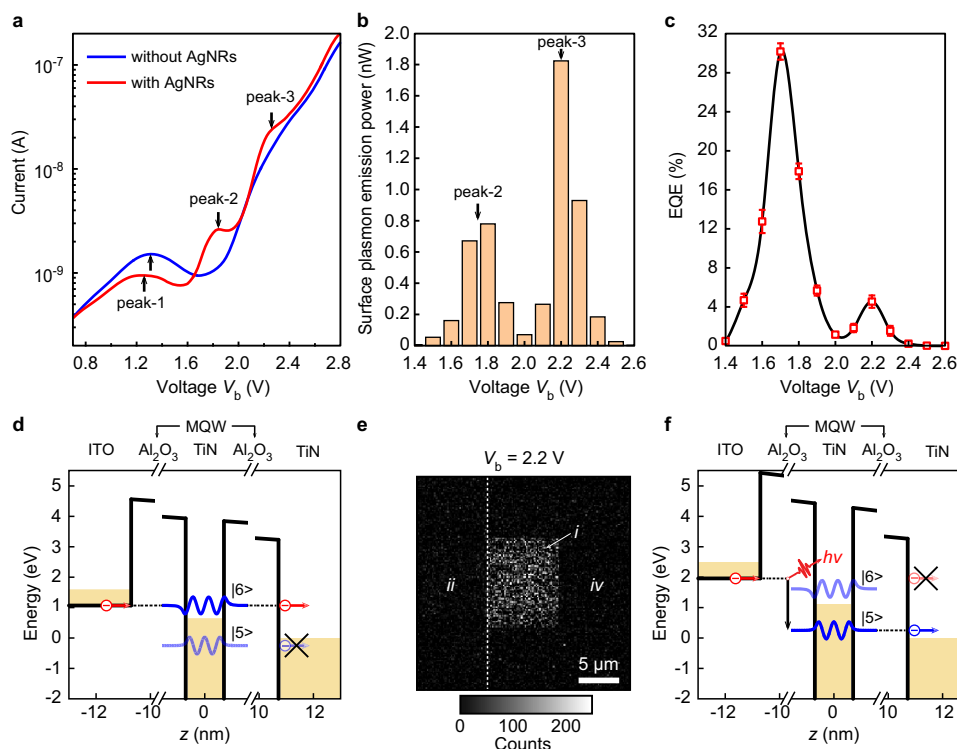 a
without AgNRs
with AgNRs
peak-1
peak-2
peak-3
Current (A)
10⁻⁷
10⁻⁸
10⁻⁹
0.8 1.2 1.6 2.0 2.4 2.8
Voltage V_b (V)
b
peak-3
peak-2
Surface plasmon emission power (nW)
2.0
1.8
1.6
1.4
1.2
1.0
0.8
0.6
0.4
0.2
0
1.4 1.6 1.8 2.0 2.2 2.4 2.6
Voltage V_b (V)
c
EQE (%)
32
28
24
20
16
12
8
4
0
1.4 1.6 1.8 2.0 2.2 2.4 2.6
Voltage V_b (V)
d
MQW
ITO Al₂O₃ TiN Al₂O₃ TiN
Energy (eV)
5
4
3
2
1
0
-1
-2
|6>
|5>
-12 -10 0 10 12
z (nm)
e
V_b = 2.2 V
i
ii
iv
5 μm
0 100 200
Counts
f
MQW
ITO Al₂O₃ TiN Al₂O₃ TiN
Energy (eV)
5
4
3
2
1
0
-1
-2
hν
|6>
|5>
-12 -10 0 10 12
z (nm)